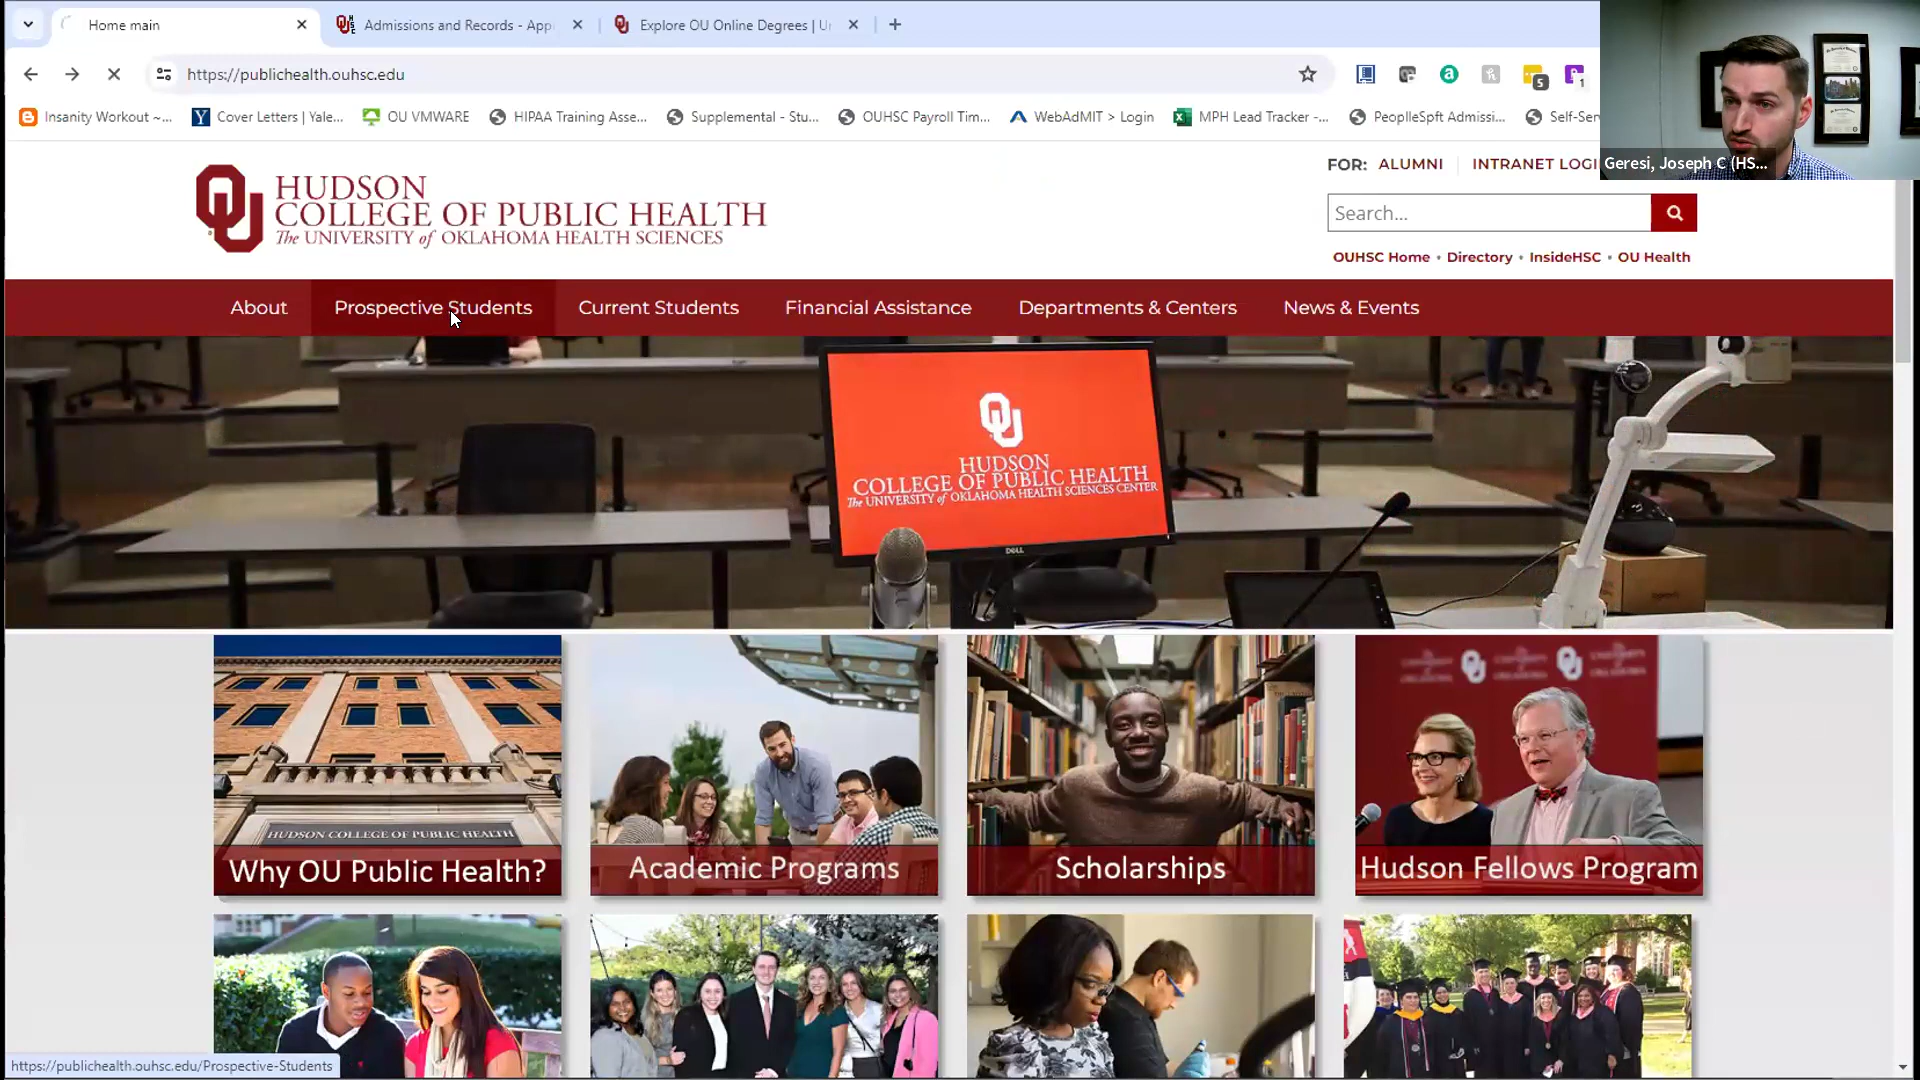 Home main
Admissions and Records - App
Explore OU Online Degrees | U
https://publichealth.ouhsc.edu
5
1
Insanity Workout ~...
Cover Letters | Yale...
OU VMWARE
HIPAA Training Asse...
Supplemental - Stu...
OUHSC Payroll Tim...
WebAdMIT > Login
MPH Lead Tracker -...
PeoplleSpft Admissi...
Self-Serv
Geresi, Joseph C (HS...
FOR: ALUMNI
INTRANET LOGI
HUDSON
COLLEGE OF PUBLIC HEALTH
The UNIVERSITY of OKLAHOMA HEALTH SCIENCES
Search...
OUHSC Home • Directory • InsideHSC • OU Health
About
Prospective Students
Current Students
Financial Assistance
Departments & Centers
News & Events
HUDSON
COLLEGE OF PUBLIC HEALTH
The UNIVERSITY of OKLAHOMA HEALTH SCIENCES CENTER
DELL
HUDSON COLLEGE OF PUBLIC HEALTH
Why OU Public Health?
Academic Programs
Scholarships
Hudson Fellows Program
https://publichealth.ouhsc.edu/Prospective-Students